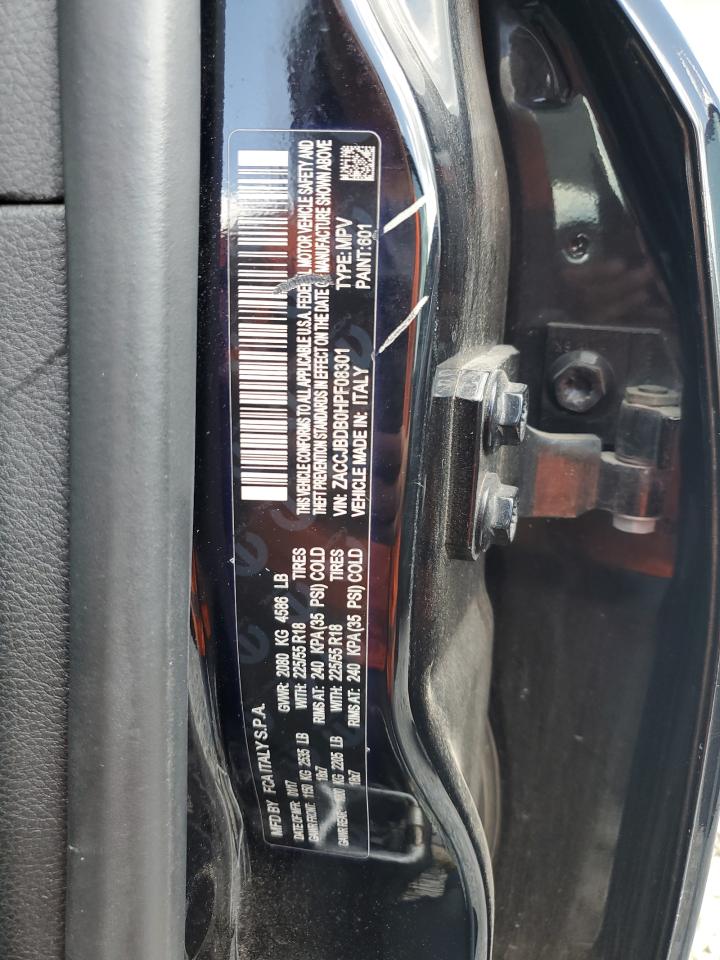 MFD BY FCA ITALY S.P.A.
DATE OF MFR: 01/17 GVWR: 2080 KG 4586 LB
GAWR FRONT: 1150 KG 2535 LB WITH: 225/55 R18 TIRES
18x7 RIMS AT: 240 KPA(35 PSI) COLD
GAWR REAR: KG 2205 LB WITH: 225/55 R18 TIRES
18x7 RIMS AT: 240 KPA(35 PSI) COLD
THIS VEHICLE CONFORMS TO ALL APPLICABLE U.S.A. FEDERAL MOTOR VEHICLE SAFETY AND
THEFT PREVENTION STANDARDS IN EFFECT ON THE DATE OF MANUFACTURE SHOWN ABOVE
VIN: ZACCJBDB0HPF08301 TYPE: MPV
VEHICLE MADE IN: ITALY PAINT: 601